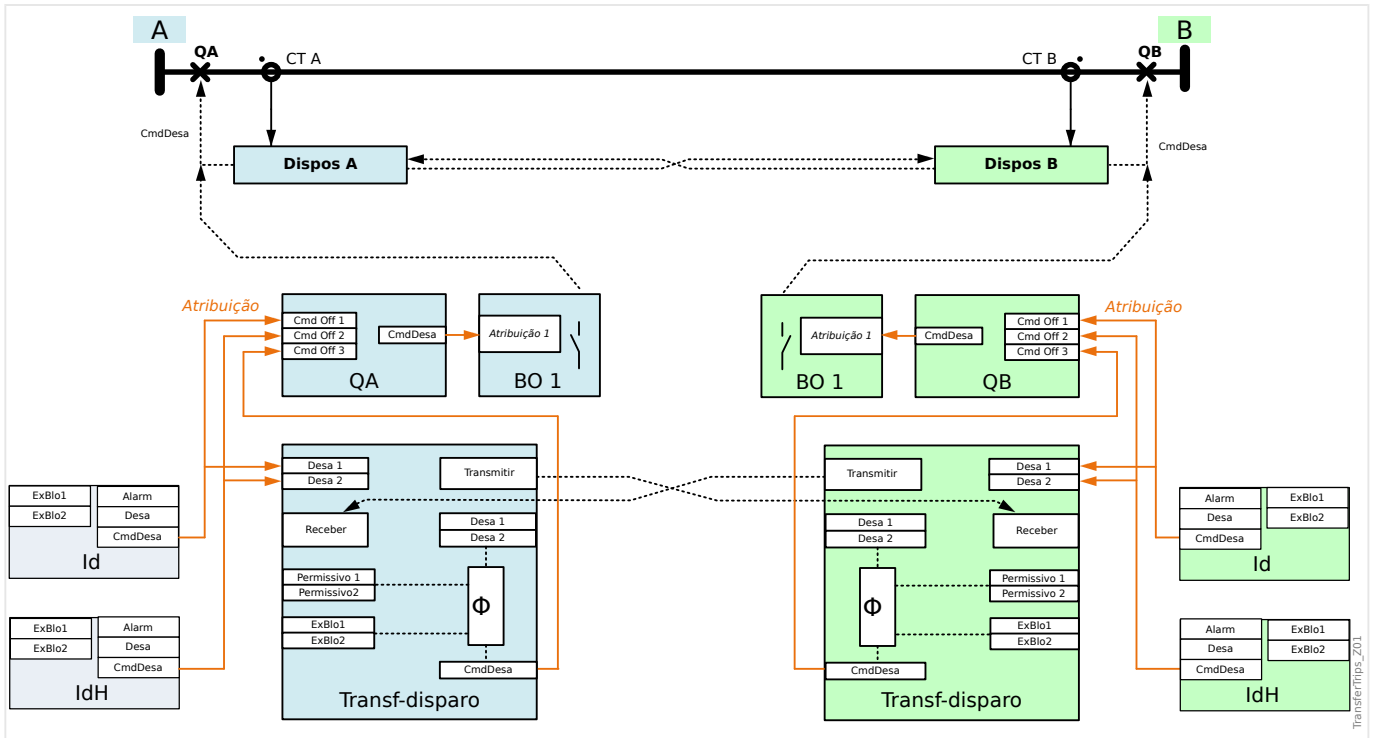 A
B
QA
CT A
CT B
QB
CmdDesa
CmdDesa
Dispos A
Dispos B
Atribuição
Atribuição
Cmd Off 1
Cmd Off 2
Cmd Off 3
CmdDesa
QA
Atribuição 1
BO 1
Atribuição 1
BO 1
CmdDesa
Cmd Off 1
Cmd Off 2
Cmd Off 3
QB
ExBlo1
ExBlo2
Alarm
Desa
CmdDesa
Id
ExBlo1
ExBlo2
Alarm
Desa
CmdDesa
IdH
Desa 1
Desa 2
Transmitir
Receber
Desa 1
Desa 2
Permissivo 1
Permissivo2
Φ
ExBlo1
ExBlo2
CmdDesa
Transf-disparo
Transmitir
Desa 1
Desa 2
Receber
Desa 1
Desa 2
Permissivo 1
Permissivo 2
Φ
ExBlo1
ExBlo2
CmdDesa
Transf-disparo
Alarm
Desa
CmdDesa
ExBlo1
ExBlo2
Id
Alarm
Desa
CmdDesa
ExBlo1
ExBlo2
IdH
TransferTrips_Z01